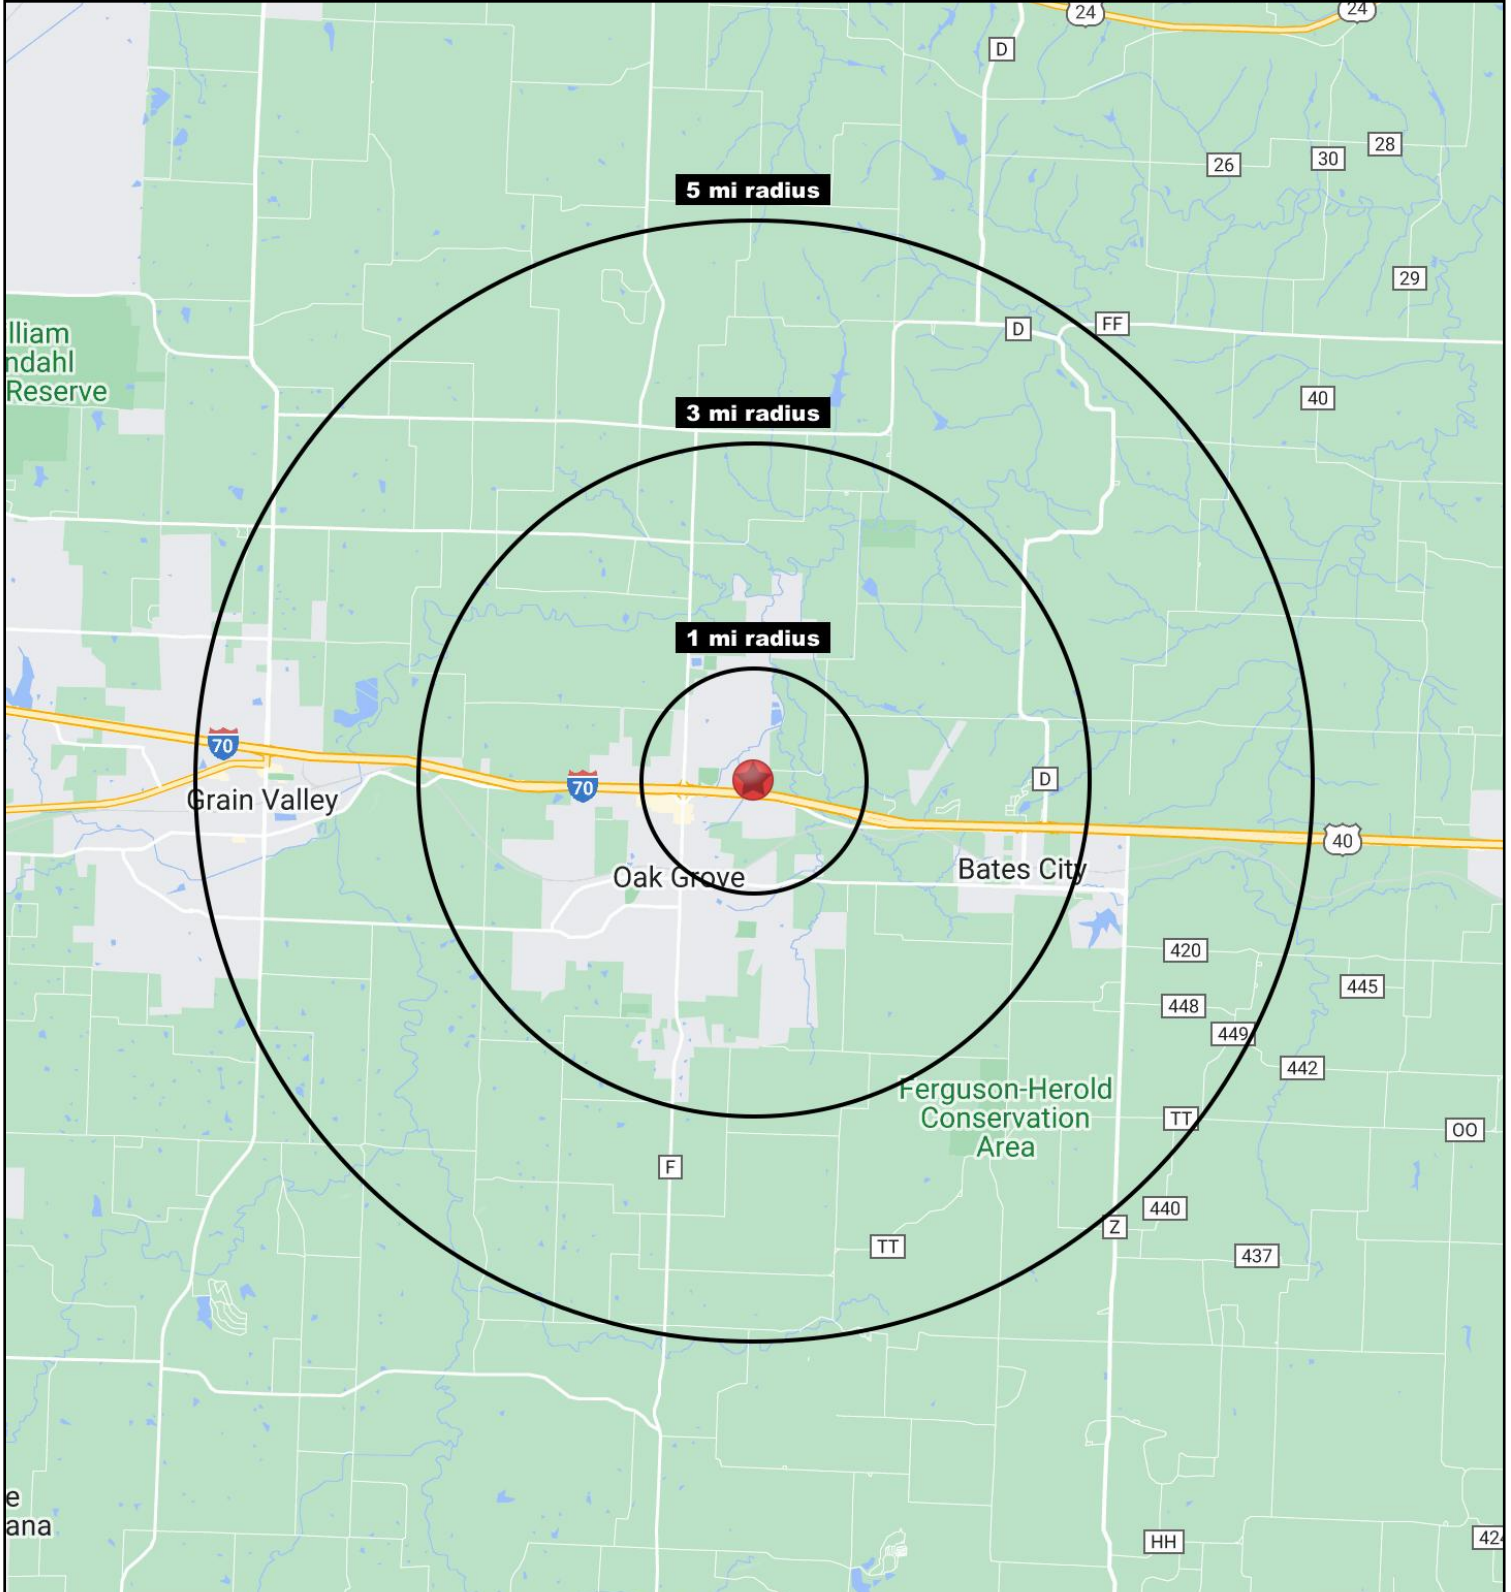 24
24
D
28
30
26
5 mi radius
29
D
FF
lliam
ndahl
Reserve
40
3 mi radius
1 mi radius
70
70
D
Grain Valley
40
Oak Grove
Bates City
420
445
448
449
442
Ferguson-Herold
Conservation
Area
TT
OO
F
440
Z
TT
437
e
ana
HH
424